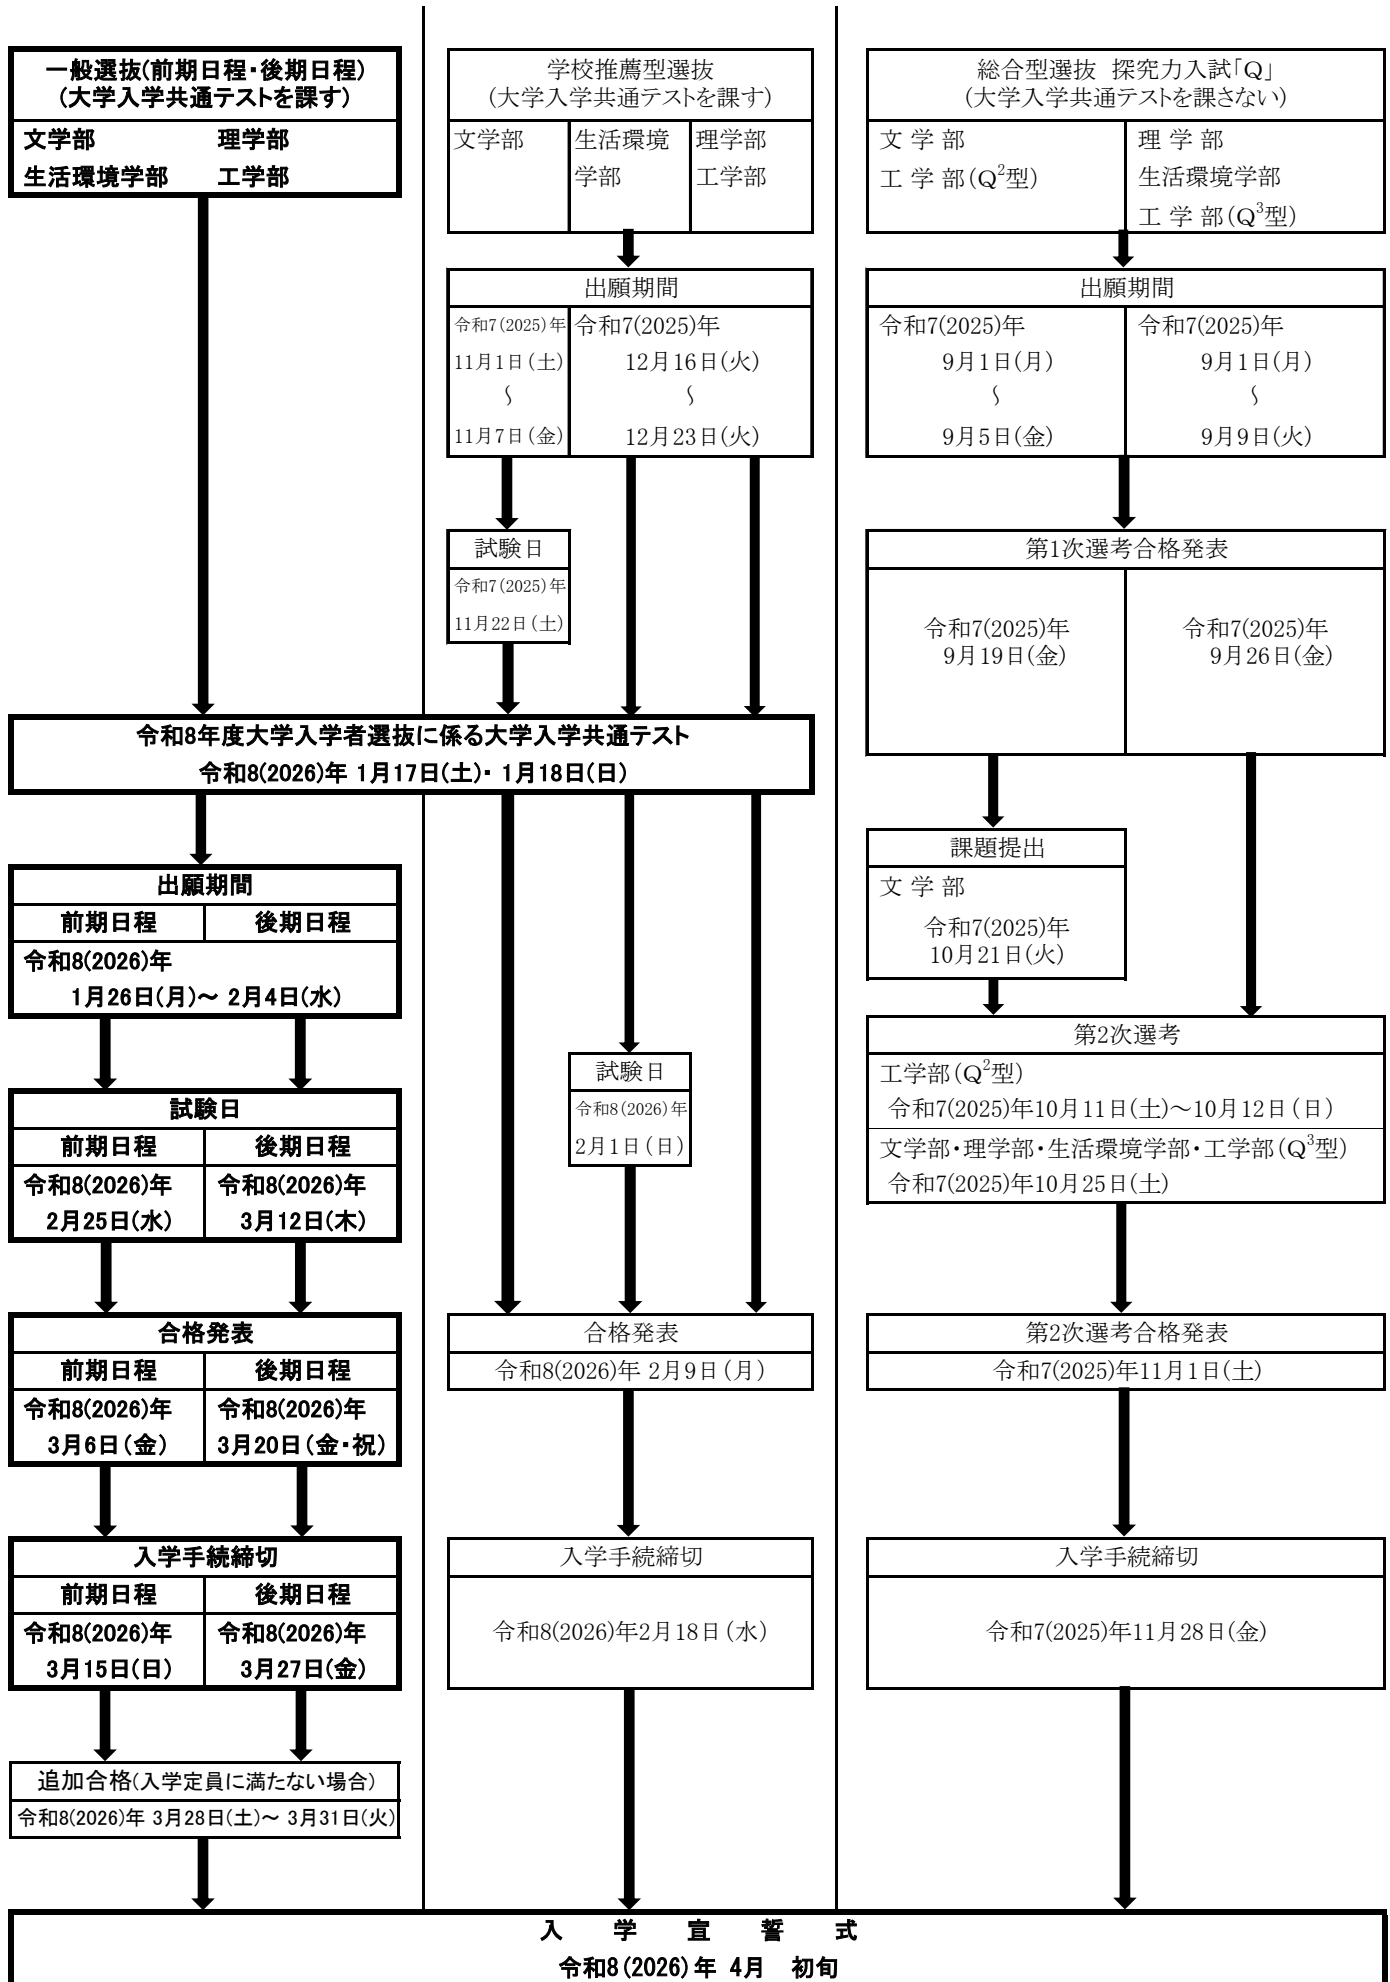 一般選抜(前期日程・後期日程)
(大学入学共通テストを課す)
文学部 理学部
生活環境学部 工学部
令和8年度大学入学者選抜に係る大学入学共通テスト
令和8(2026)年 1月17日(土)・ 1月18日(日)
出願期間
前期日程 後期日程
令和8(2026)年
1月26日(月)～ 2月4日(水)
試験日
前期日程 後期日程
令和8(2026)年 令和8(2026)年
2月25日(水) 3月12日(木)
合格発表
前期日程 後期日程
令和8(2026)年 令和8(2026)年
3月6日(金) 3月20日(金・祝)
入学手続締切
前期日程 後期日程
令和8(2026)年 令和8(2026)年
3月15日(日) 3月27日(金)
追加合格(入学定員に満たない場合)
令和8(2026)年 3月28日(土)～ 3月31日(火)
学校推薦型選抜
(大学入学共通テストを課す)
文学部 生活環境 理学部
学部 工学部
出願期間
令和7(2025)年 令和7(2025)年
11月1日(土) 12月16日(火)
～ ～
11月7日(金) 12月23日(火)
試験日
令和7(2025)年
11月22日(土)
試験日
令和8(2026)年
2月1日(日)
合格発表
令和8(2026)年 2月9日(月)
入学手続締切
令和8(2026)年2月18日(水)
総合型選抜 探究力入試「Q」
(大学入学共通テストを課さない)
文 学 部 理 学 部
工 学 部(Q²型) 生活環境学部
工 学 部(Q³型)
出願期間
令和7(2025)年 令和7(2025)年
9月1日(月) 9月1日(月)
～ ～
9月5日(金) 9月9日(火)
第1次選考合格発表
令和7(2025)年 令和7(2025)年
9月19日(金) 9月26日(金)
課題提出
文 学 部
令和7(2025)年
10月21日(火)
第2次選考
工学部(Q²型)
令和7(2025)年10月11日(土)～10月12日(日)
文学部・理学部・生活環境学部・工学部(Q³型)
令和7(2025)年10月25日(土)
第2次選考合格発表
令和7(2025)年11月1日(土)
入学手続締切
令和7(2025)年11月28日(金)
入 学 宣 誓 式
令和8(2026)年 4月 初旬